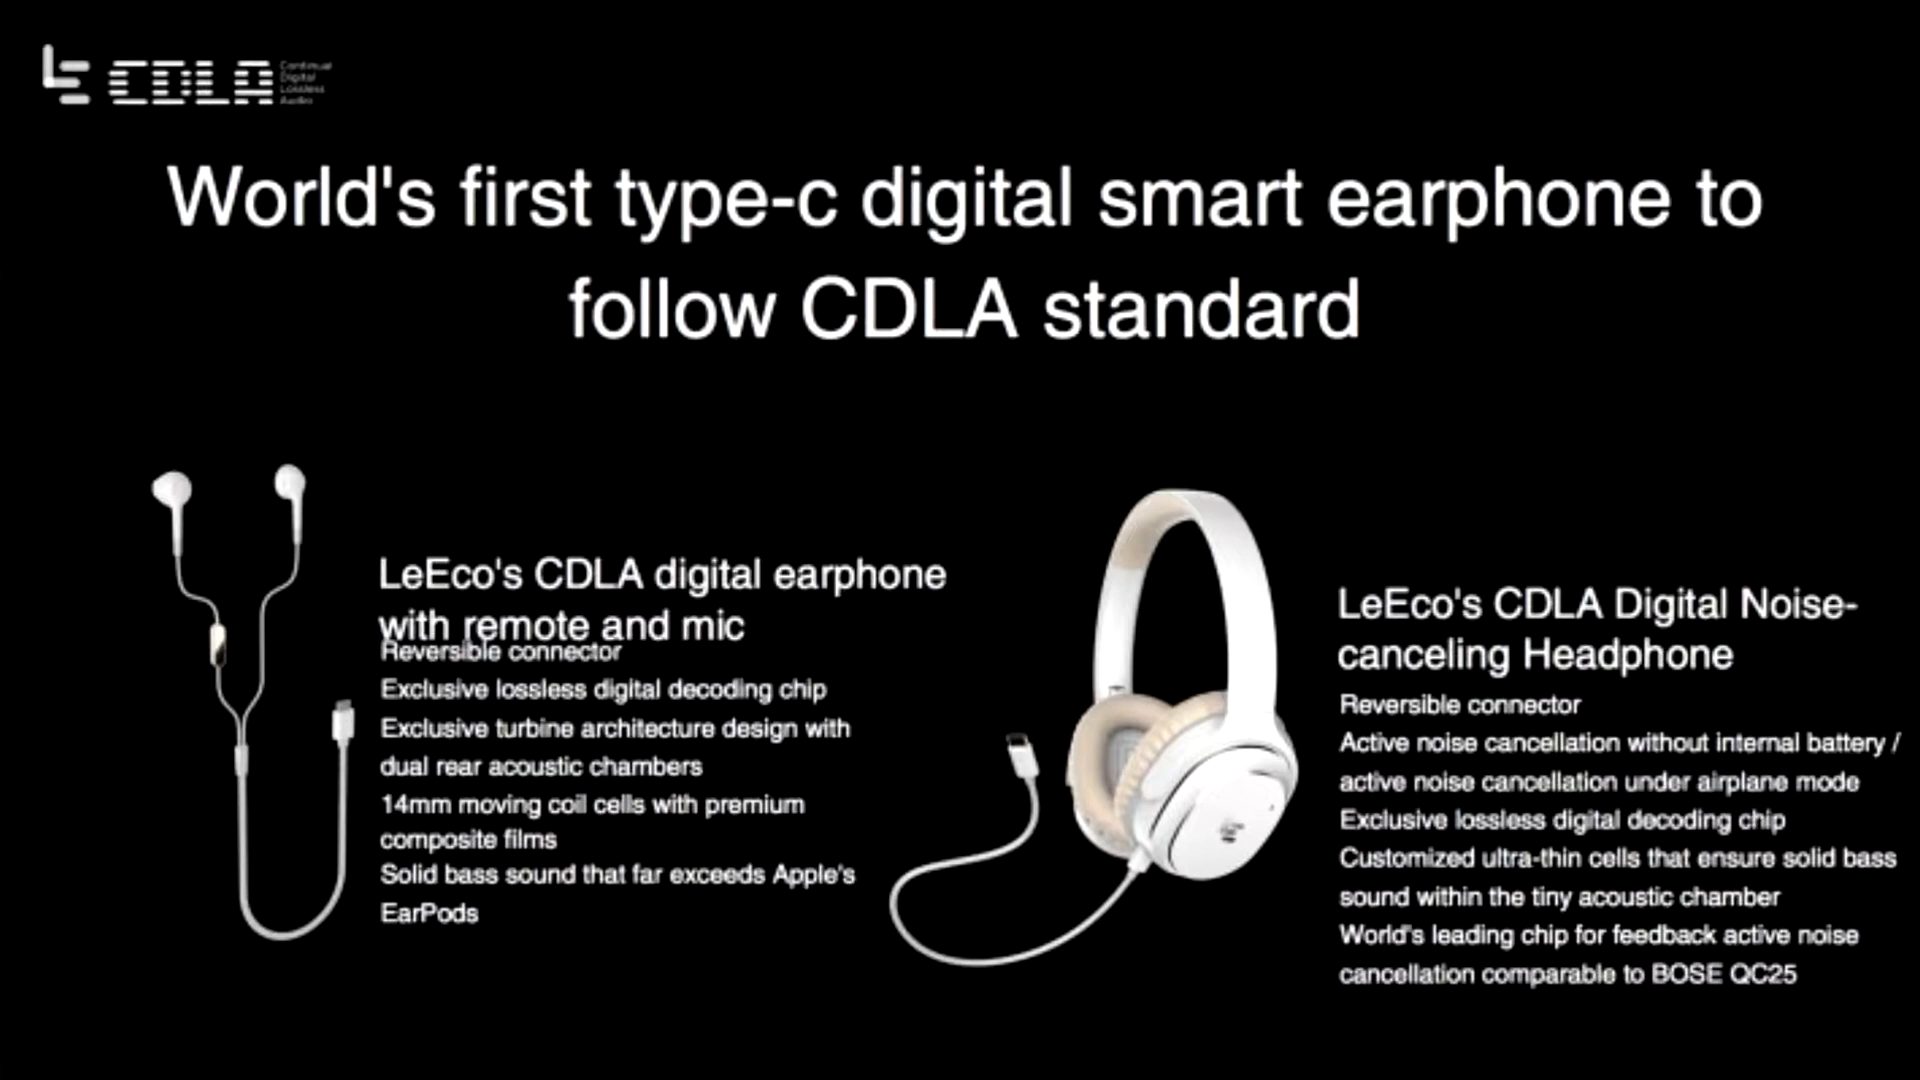 CDLA
Continual
Digital
Lossless
Audio
World's first type-c digital smart earphone to
follow CDLA standard
LeEco's CDLA digital earphone
with remote and mic
Reversible connector
Exclusive lossless digital decoding chip
Exclusive turbine architecture design with
dual rear acoustic chambers
14mm moving coil cells with premium
composite films
Solid bass sound that far exceeds Apple's
EarPods
LeEco's CDLA Digital Noise-
canceling Headphone
Reversible connector
Active noise cancellation without internal battery /
active noise cancellation under airplane mode
Exclusive lossless digital decoding chip
Customized ultra-thin cells that ensure solid bass
sound within the tiny acoustic chamber
World's leading chip for feedback active noise
cancellation comparable to BOSE QC25